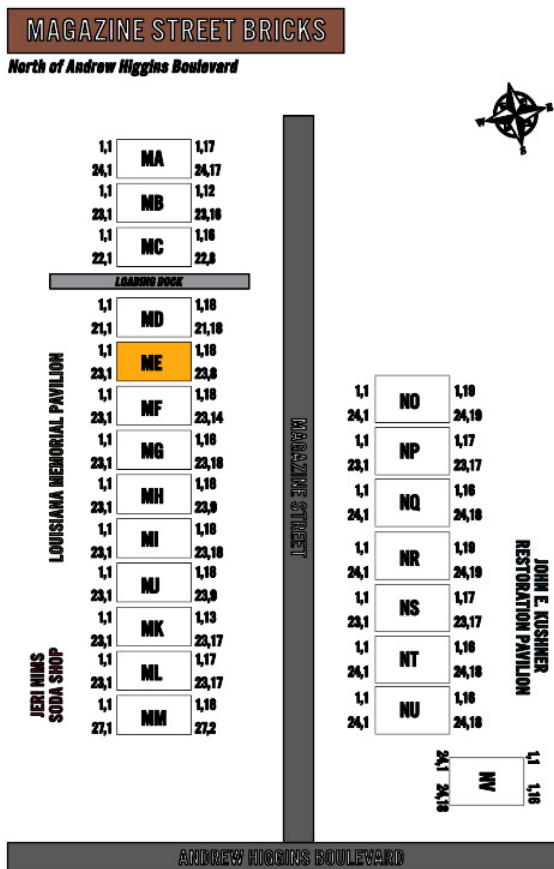 MAGAZINE STREET BRICKS
North of Andrew Higgins Boulevard
N
W E
S
1,1 MA 1,17
24,1 24,17
1,1 MB 1,12
23,1 23,16
1,1 MC 1,16
22,1 22,8
LOADING DOCK
1,1 MD 1,18
21,1 21,18
1,1 ME 1,18
23,1 23,8
1,1 MF 1,18
23,1 23,14
1,1 MG 1,16
23,1 23,18
1,1 MH 1,18
23,1 23,9
1,1 MI 1,18
23,1 23,18
1,1 MJ 1,18
23,1 23,9
1,1 MK 1,13
23,1 23,17
1,1 ML 1,17
23,1 23,17
1,1 MM 1,18
27,1 27,2
LOUISIANA MEMORIAL PAVILION
JERI NIMS
SODA SHOP
MAGAZINE STREET
1,1 NO 1,19
24,1 24,19
1,1 NP 1,17
23,1 23,17
1,1 NQ 1,16
24,1 24,18
1,1 NR 1,19
24,1 24,19
1,1 NS 1,17
23,1 23,17
1,1 NT 1,16
24,1 24,18
1,1 NU 1,16
24,1 24,18
JOHN E. KUSHNER
RESTORATION PAVILION
1,1 NV 1,16
24,1 24,18
ANDREW HIGGINS BOULEVARD